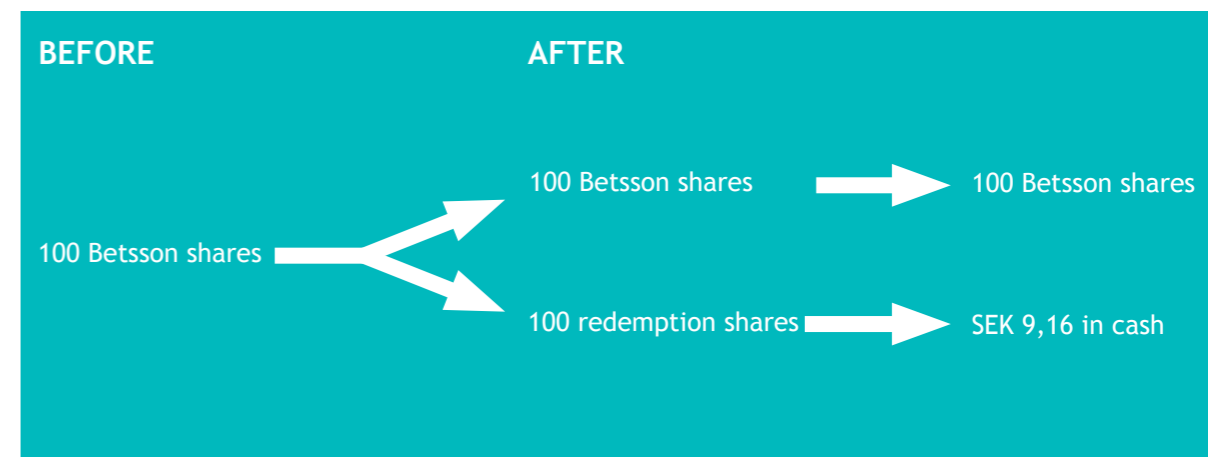 BEFORE
AFTER
100 Betsson shares
100 Betsson shares
100 Betsson shares
100 redemption shares
SEK 9,16 in cash